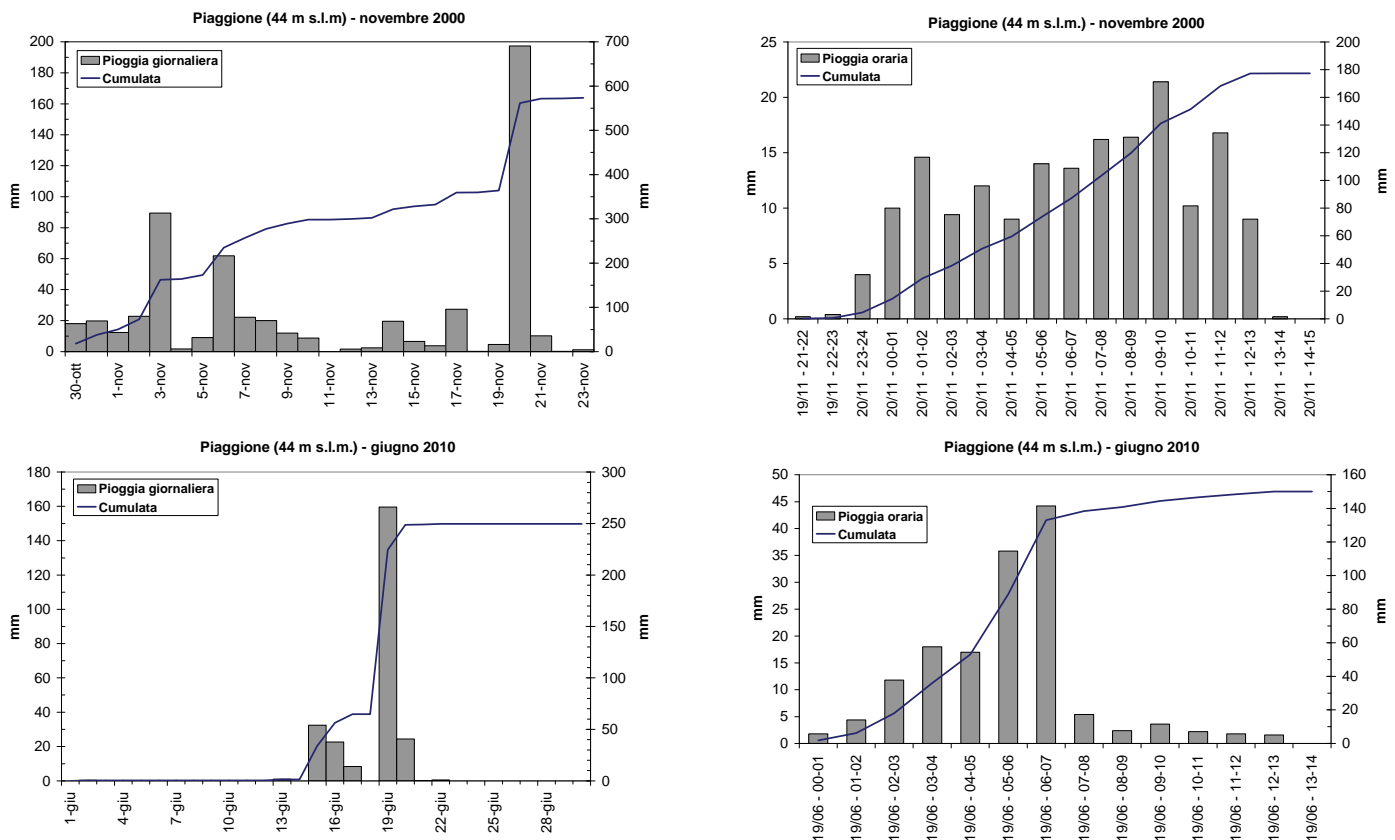 Piaggione (44 m s.l.m) - novembre 2000
200
180
160
140
120
100
80
60
40
20
0
mm
Pioggia giornaliera
Cumulata
700
600
500
400
300
200
100
0
mm
30-ott
1-nov
3-nov
5-nov
7-nov
9-nov
11-nov
13-nov
15-nov
17-nov
19-nov
21-nov
23-nov
Piaggione (44 m s.l.m.) - novembre 2000
25
20
15
10
5
0
mm
Pioggia oraria
Cumulata
200
180
160
140
120
100
80
60
40
20
0
mm
19/11 - 21-22
19/11 - 22-23
20/11 - 23-24
20/11 - 00-01
20/11 - 01-02
20/11 - 02-03
20/11 - 03-04
20/11 - 04-05
20/11 - 05-06
20/11 - 06-07
20/11 - 07-08
20/11 - 08-09
20/11 - 09-10
20/11 - 10-11
20/11 - 11-12
20/11 - 12-13
20/11 - 13-14
20/11 - 14-15
Piaggione (44 m s.l.m.) - giugno 2010
180
160
140
120
100
80
60
40
20
0
mm
Pioggia giornaliera
Cumulata
300
250
200
150
100
50
0
mm
1-giu
4-giu
7-giu
10-giu
13-giu
16-giu
19-giu
22-giu
25-giu
28-giu
Piaggione (44 m s.l.m.) - giugno 2010
50
45
40
35
30
25
20
15
10
5
0
mm
Pioggia oraria
Cumulata
160
140
120
100
80
60
40
20
0
mm
19/06 - 00-01
19/06 - 01-02
19/06 - 02-03
19/06 - 03-04
19/06 - 04-05
19/06 - 05-06
19/06 - 06-07
19/06 - 07-08
19/06 - 08-09
19/06 - 09-10
19/06 - 10-11
19/06 - 11-12
19/06 - 12-13
19/06 - 13-14